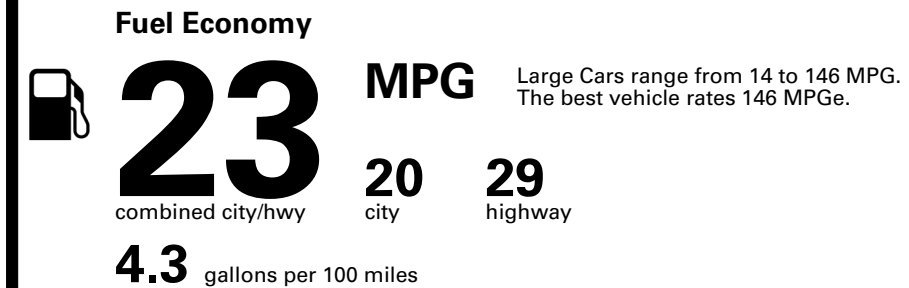 Fuel Economy
23 MPG
Large Cars range from 14 to 146 MPG.
The best vehicle rates 146 MPGe.
combined city/hwy
20
city
29
highway
4.3 gallons per 100 miles